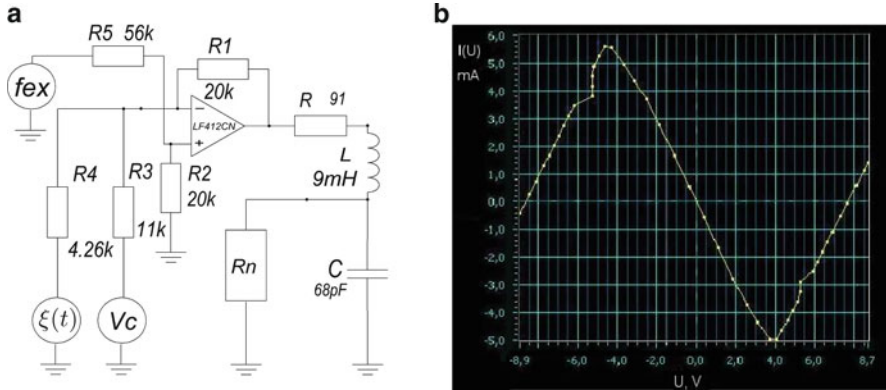 a
R5 56k
R1
20k
fex
LF412CN
R 91
L
9mH
R4
R3
R2
20k
11k
4.26k
Rn
C
68pF
ξ(t)
Vc
b
I(U)
mA
6,0
5,0
4,0
3,0
2,0
1,0
0,0
-1,0
-2,0
-3,0
-4,0
-5,0
-8,9 -6,0 -4,0 -2,0 0,0 2,0 4,0 6,0 8,7
U, V